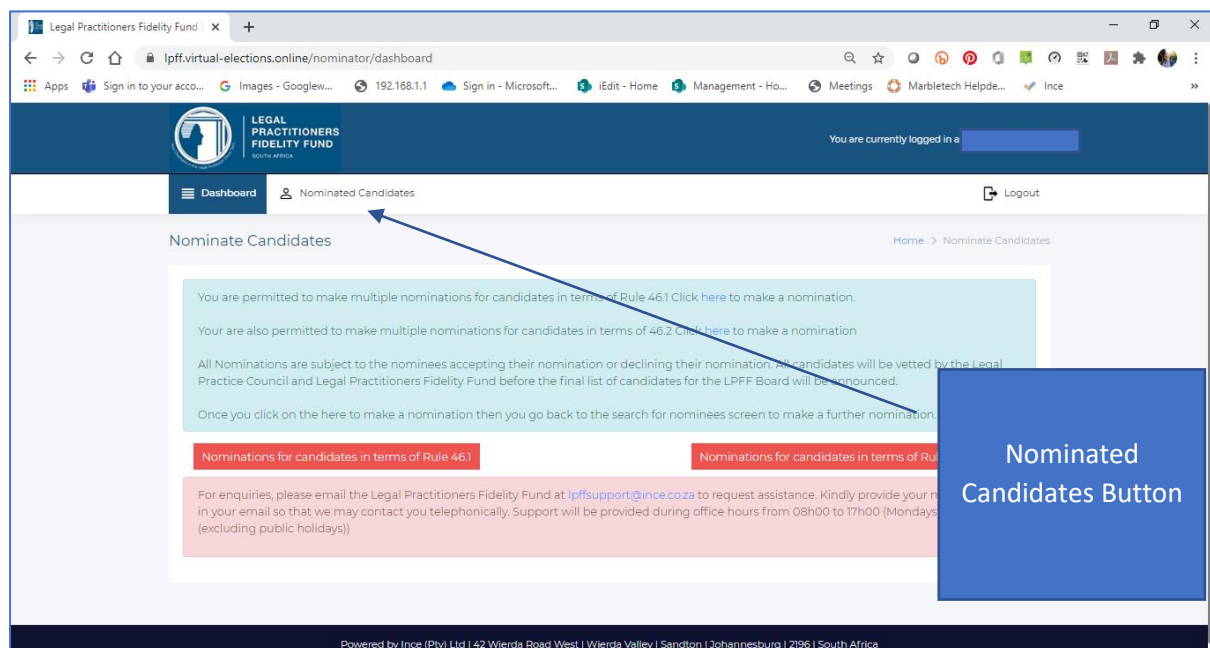 Legal Practitioners Fidelity Fund
lpff.virtual-elections.online/nominator/dashboard
Apps Sign in to your acco... Images - Googlew... 192.168.1.1 Sign in - Microsoft... iEdit - Home Management - Ho... Meetings Marbletech Helpde... Ince »
LEGAL
PRACTITIONERS
FIDELITY FUND
SOUTH AFRICA
You are currently logged in a
Dashboard Nominated Candidates Logout
Nominate Candidates Home > Nominate Candidates
You are permitted to make multiple nominations for candidates in terms of Rule 46.1 Click here to make a nomination.
Your are also permitted to make multiple nominations for candidates in terms of 46.2 Click here to make a nomination
All Nominations are subject to the nominees accepting their nomination or declining their nomination. All candidates will be vetted by the Legal
Practice Council and Legal Practitioners Fidelity Fund before the final list of candidates for the LPFF Board will be announced.
Once you click on the here to make a nomination then you go back to the search for nominees screen to make a further nomination.
Nominations for candidates in terms of Rule 46.1 Nominations for candidates in terms of Ru
For enquiries, please email the Legal Practitioners Fidelity Fund at lpffsupport@ince.co.za to request assistance. Kindly provide your
in your email so that we may contact you telephonically. Support will be provided during office hours from 08h00 to 17h00 (Mondays
(excluding public holidays))
Nominated
Candidates Button
Powered by Ince (Pty) Ltd | 42 Wierda Road West | Wierda Valley | Sandton | Johannesburg | 2196 | South Africa